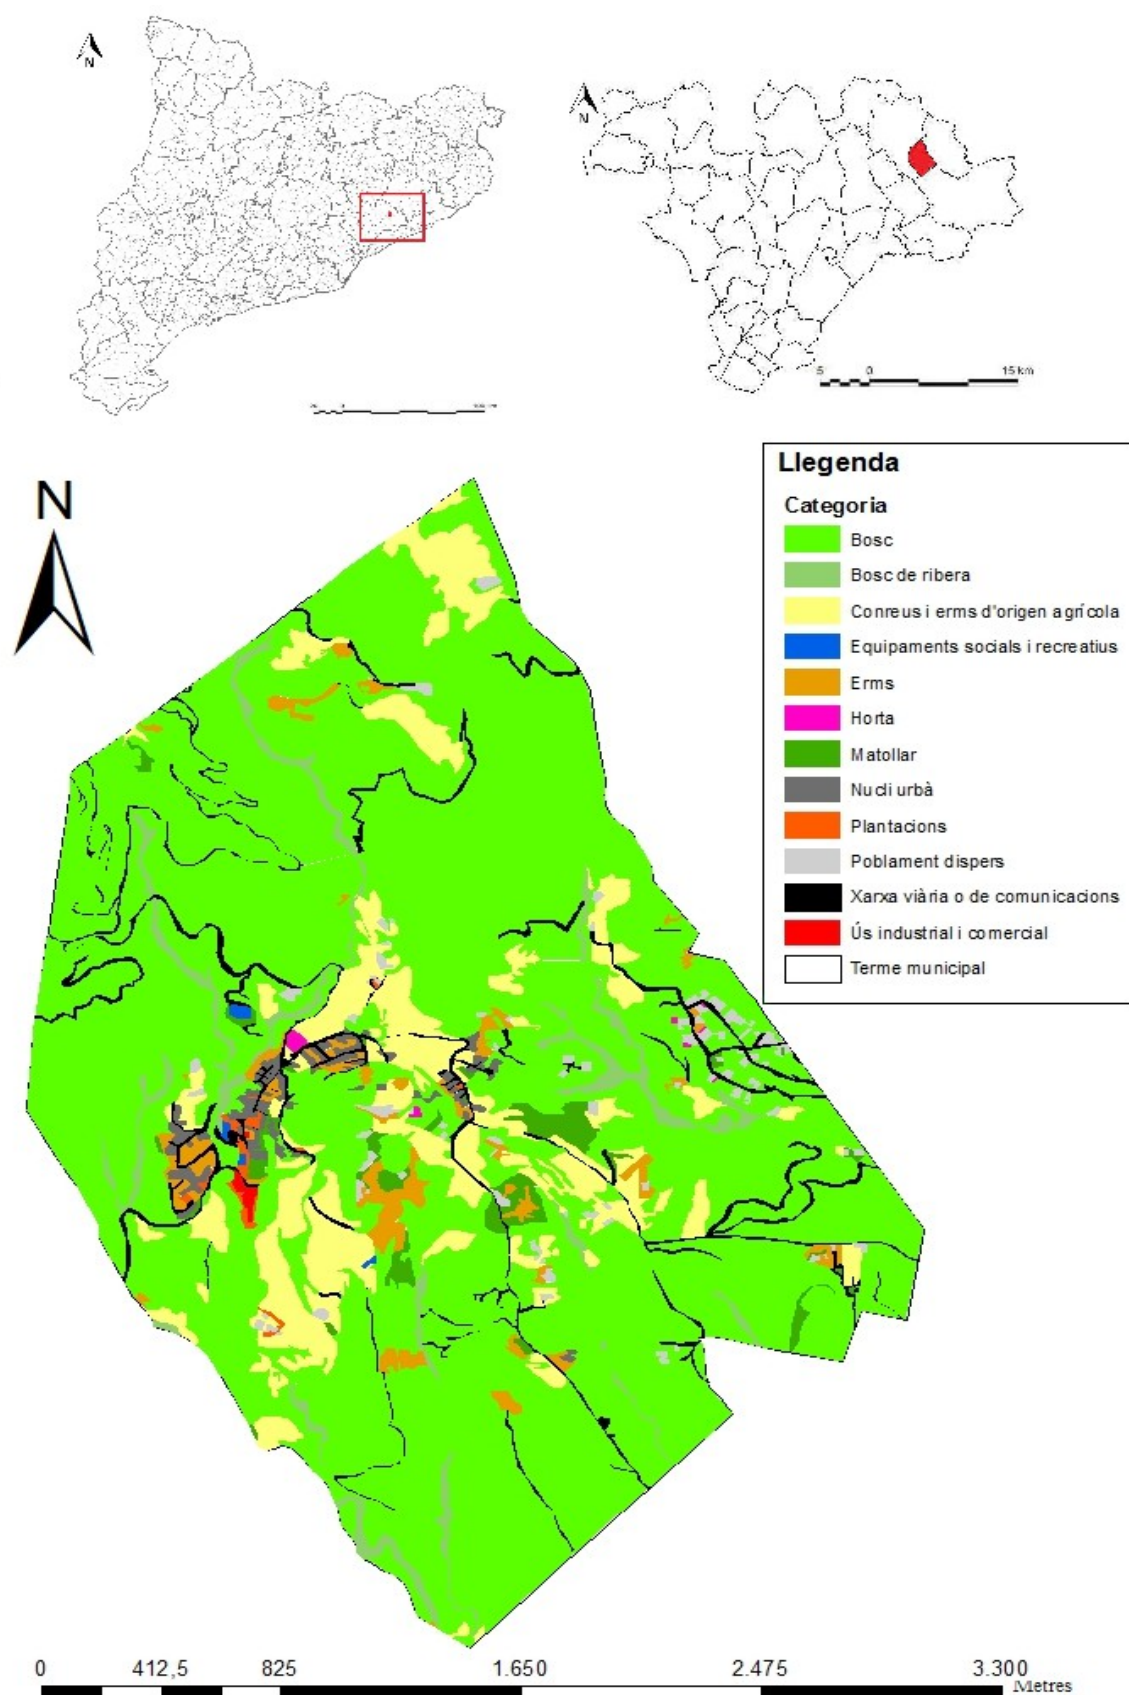 N
N
5 0 15 km
Llegenda
Categoria
Bosc
Bosc de ribera
Conreus i erms d'origen agrícola
Equipaments socials i recreatius
Erms
Horta
Matollar
Nucli urbà
Plantacions
Poblament dispers
Xarxa viària o de comunicacions
Ús industrial i comercial
Terme municipal
N
0 412,5 825 1.650 2.475 3.300
Metres